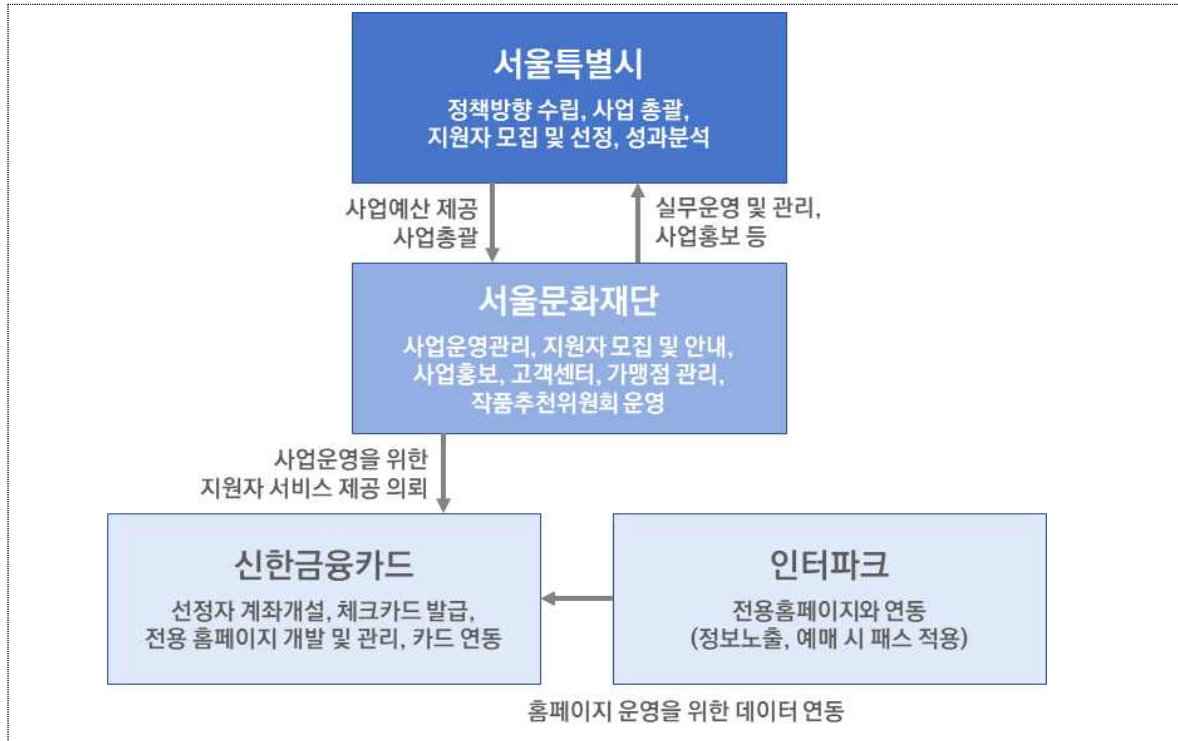 서울특별시
정책방향 수립, 사업 총괄,
지원자 모집 및 선정, 성과분석
사업예산 제공
사업총괄
실무운영 및 관리,
사업홍보 등
서울문화재단
사업운영관리, 지원자 모집 및 안내,
사업홍보, 고객센터, 가맹점 관리,
작품추천위원회 운영
사업운영을 위한
지원자 서비스 제공 의뢰
신한금융카드
선정자 계좌개설, 체크카드 발급,
전용 홈페이지 개발 및 관리, 카드 연동
인터파크
전용홈페이지와 연동
(정보노출, 예매 시 패스 적용)
홈페이지 운영을 위한 데이터 연동